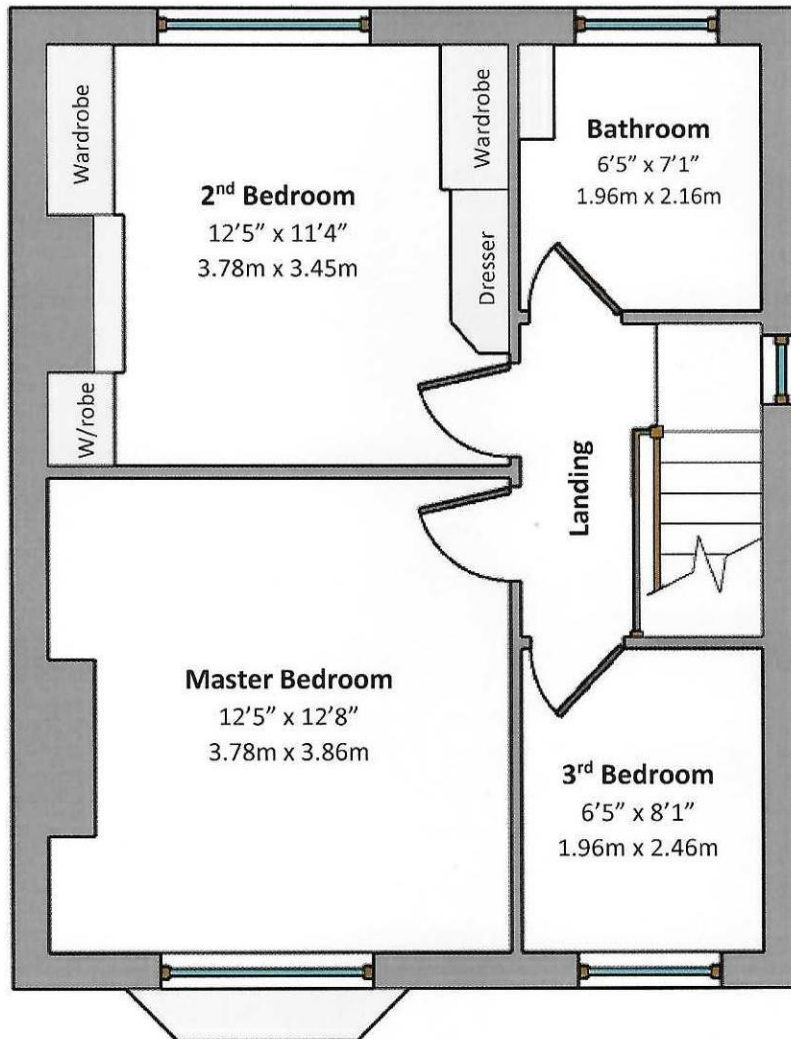 Wardrobe
Wardrobe
2nd Bedroom
12'5" x 11'4"
3.78m x 3.45m
Dresser
W/robe
Bathroom
6'5" x 7'1"
1.96m x 2.16m
Landing
Master Bedroom
12'5" x 12'8"
3.78m x 3.86m
3rd Bedroom
6'5" x 8'1"
1.96m x 2.46m